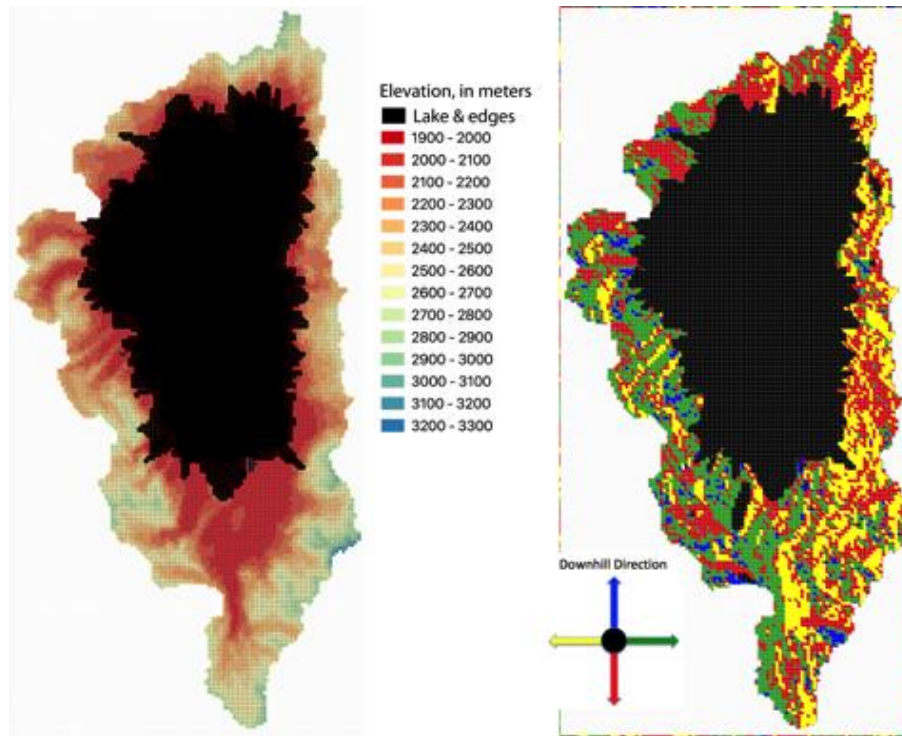 Elevation, in meters
Lake & edges
1900 - 2000
2000 - 2100
2100 - 2200
2200 - 2300
2300 - 2400
2400 - 2500
2500 - 2600
2600 - 2700
2700 - 2800
2800 - 2900
2900 - 3000
3000 - 3100
3100 - 3200
3200 - 3300
Downhill Direction